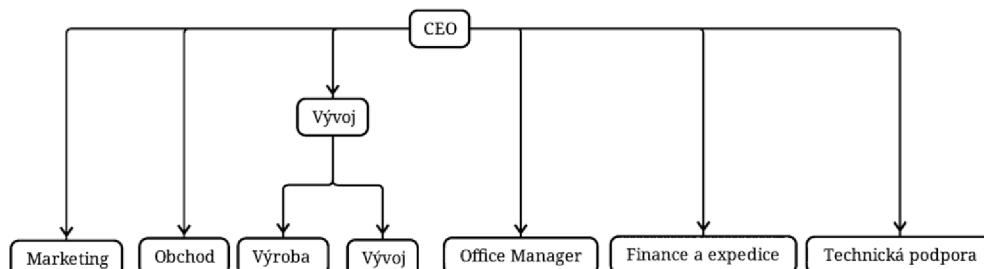 CEO
Vývoj
Marketing
Obchod
Výroba
Vývoj
Office Manager
Finance a expedice
Technická podpora